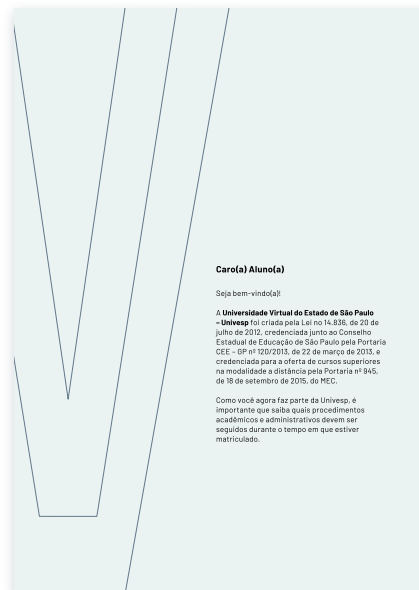 Caro(a) Aluno(a)
Seja bem-vindo(a)!
A Universidade Virtual do Estado de São Paulo
– Univesp foi criada pela Lei no 14.836, de 20 de
julho de 2012, credenciada junto ao Conselho
Estadual de Educação de São Paulo pela Portaria
CEE – GP nº 120/2013, de 22 de março de 2013, e
credenciada para a oferta de cursos superiores
na modalidade a distância pela Portaria nº 945,
de 18 de setembro de 2015, do MEC.
Como você agora faz parte da Univesp, é
importante que saiba quais procedimentos
acadêmicos e administrativos devem ser
seguidos durante o tempo em que estiver
matriculado.